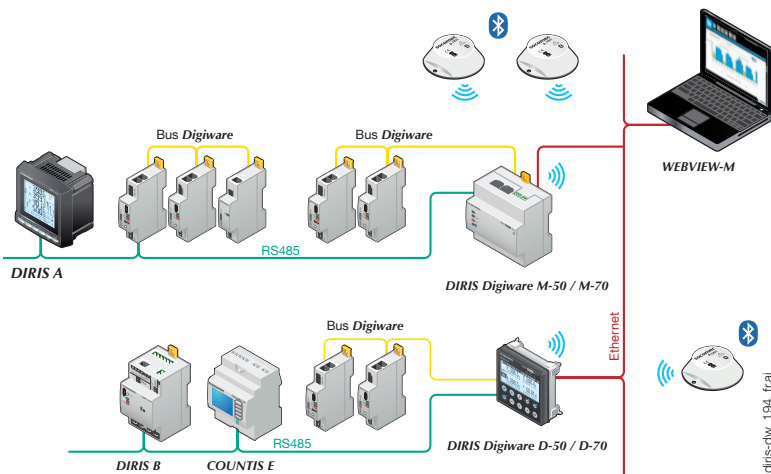 Bus Digiware
Bus Digiware
WEBVIEW-M
RS485
DIRIS A
DIRIS Digiware M-50 / M-70
Ethernet
Bus Digiware
RS485
DIRIS B
COUNTIS E
DIRIS Digiware D-50 / D-70
diris-dw_194_fr.ai